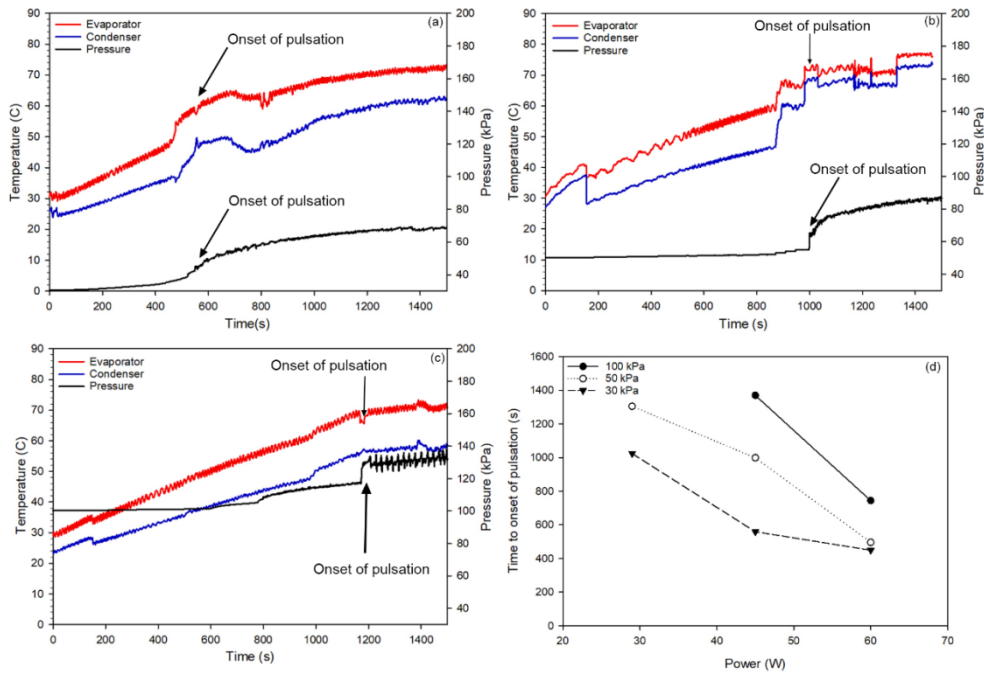 (a)
Evaporator
Condenser
Pressure
Onset of pulsation
Onset of pulsation
Temperature (C)
90
80
70
60
50
40
30
20
10
0
Pressure (kPa)
200
180
160
140
120
100
80
60
40
0 200 400 600 800 1000 1200 1400
Time(s)
(b)
Evaporator
Condenser
Pressure
Onset of pulsation
Onset of pulsation
Temperature (C)
90
80
70
60
50
40
30
20
10
0
Pressure (kPa)
200
180
160
140
120
100
80
60
40
0 200 400 600 800 1000 1200 1400
Time (s)
(c)
Evaporator
Condenser
Pressure
Onset of pulsation
Onset of pulsation
Temperature (C)
90
80
70
60
50
40
30
20
10
0
Pressure (kPa)
200
180
160
140
120
100
80
60
40
0 200 400 600 800 1000 1200 1400
Time (s)
(d)
100 kPa
50 kPa
30 kPa
Time to onset of pulsation (s)
1600
1400
1200
1000
800
600
400
200
0
20 30 40 50 60 70
Power (W)